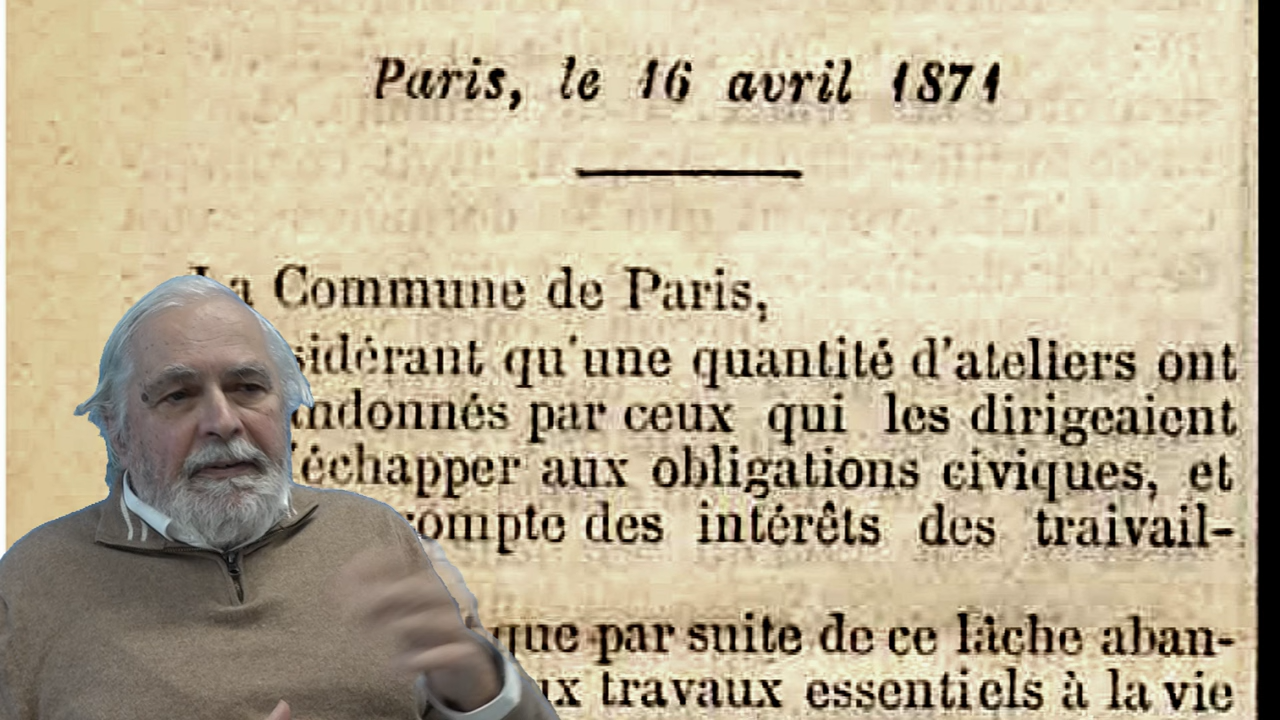 Paris, le 16 avril 1871
La Commune de Paris,
sidérant qu'une quantité d'ateliers ont
ndonnés par ceux qui les dirigeaient
'échapper aux obligations civiques, et
ompte des intérêts des traivail-
que par suite de ce lâche aban-
ux travaux essentiels à la vie